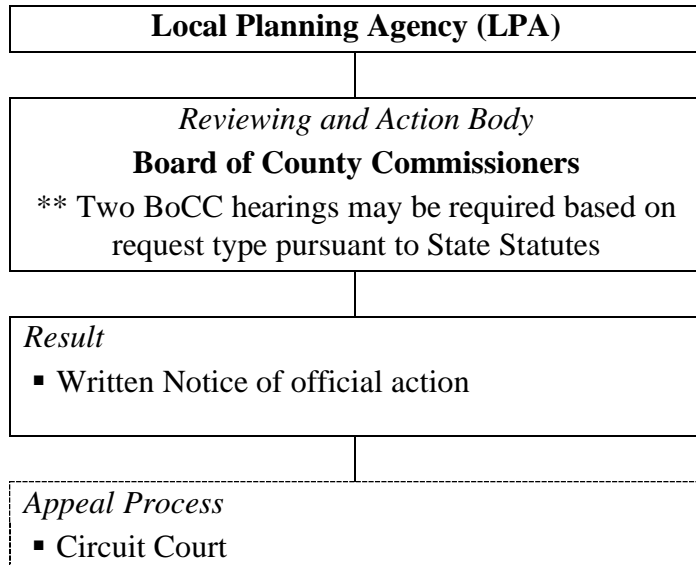 Local Planning Agency (LPA)
Reviewing and Action Body
Board of County Commissioners
** Two BoCC hearings may be required based on
request type pursuant to State Statutes
Result
▪ Written Notice of official action
Appeal Process
▪ Circuit Court